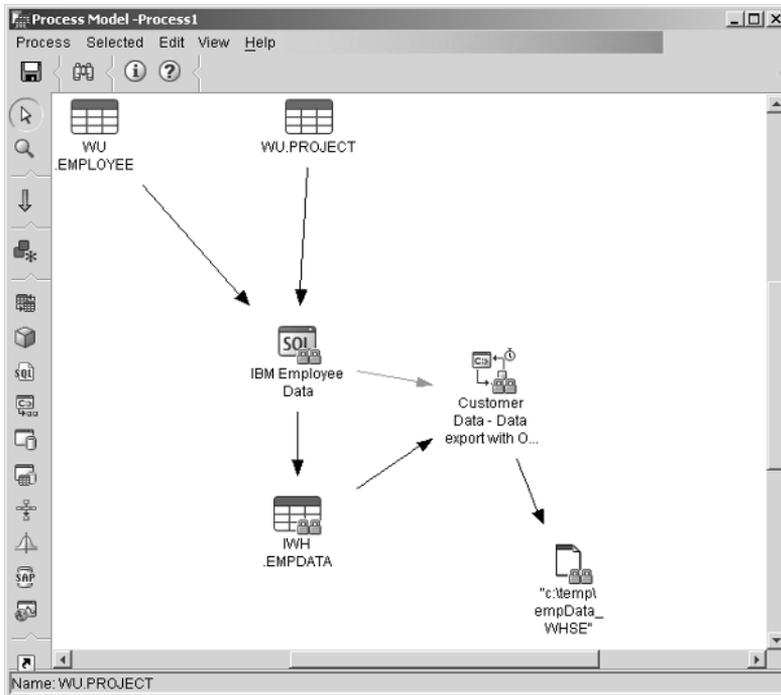 Process Model -Process1
Process Selected Edit View Help
WU
.EMPLOYEE
WU.PROJECT
SQL
IBM Employee
Data
Customer
Data - Data
export with O...
IWH
.EMPDATA
"c:\temp\
empData_
WHSE"
SQL
SAP
Name: WU.PROJECT